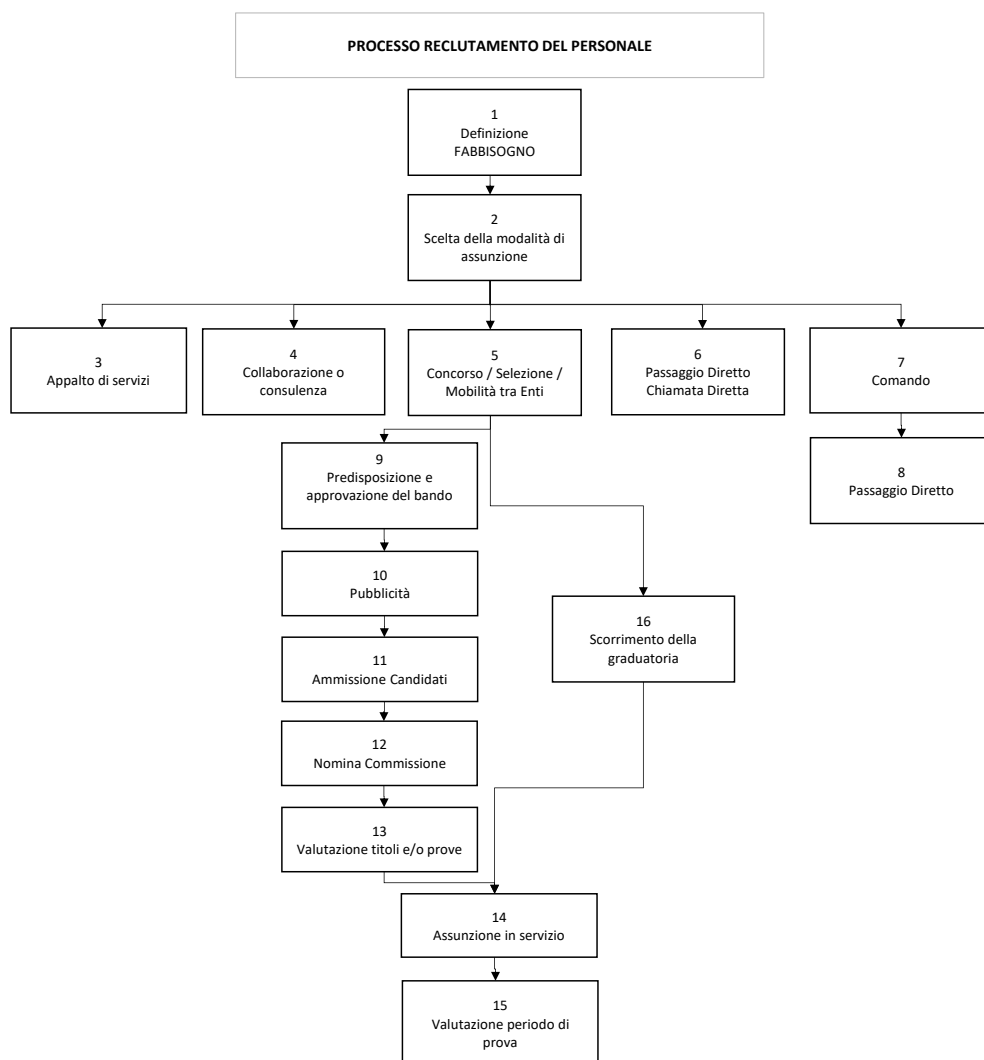 PROCESSO RECLUTAMENTO DEL PERSONALE
1
Definizione
FABBISOGNO
2
Scelta della modalità di
assunzione
3
Appalto di servizi
4
Collaborazione o
consulenza
5
Concorso / Selezione /
Mobilità tra Enti
6
Passaggio Diretto
Chiamata Diretta
7
Comando
8
Passaggio Diretto
9
Predisposizione e
approvazione del bando
10
Pubblicità
11
Ammissione Candidati
12
Nomina Commissione
13
Valutazione titoli e/o prove
16
Scorrimento della
graduatoria
14
Assunzione in servizio
15
Valutazione periodo di
prova